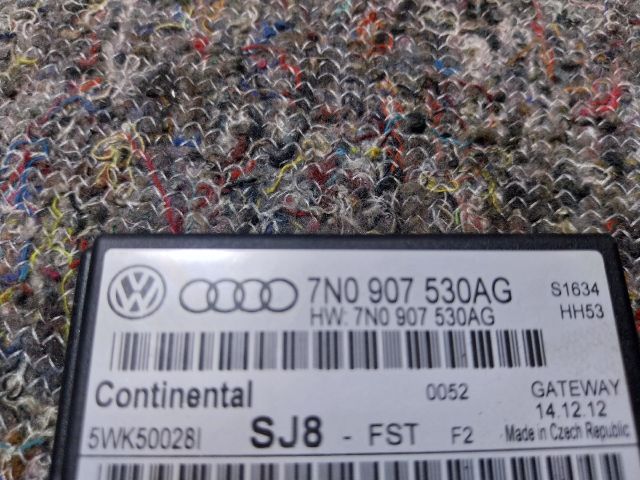 7N0 907 530AG S1634
HW: 7N0 907 530AG HH53
Continental 0052 GATEWAY
14.12.12
5WK50028I SJ8 - FST F2 Made in Czech Republic